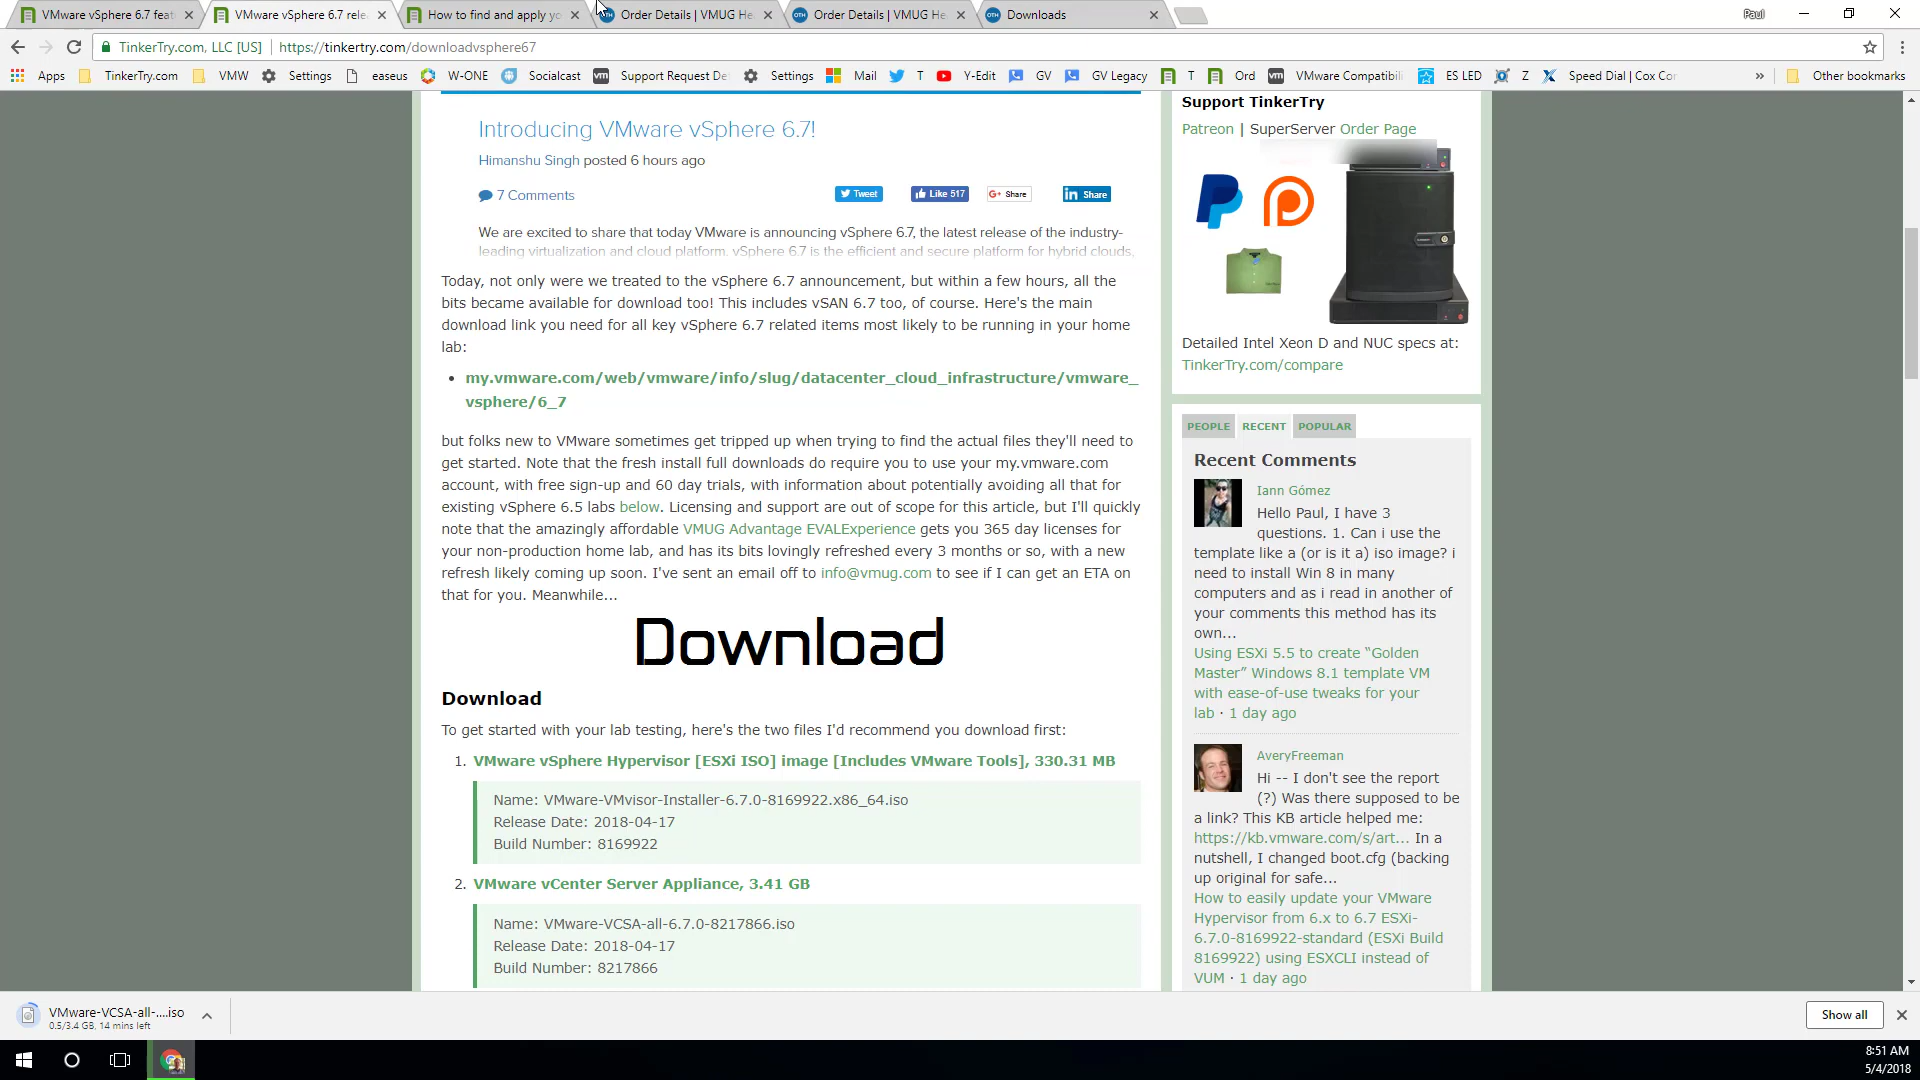 VMware vSphere 6.7 feat
VMware vSphere 6.7 rele
How to find and apply yo
Order Details | VMUG He
Order Details | VMUG He
Downloads
Paul
TinkerTry.com, LLC [US]
https://tinkertry.com/downloadvsphere67
Apps
TinkerTry.com
VMW
Settings
easeus
W-ONE
Socialcast
Support Request De
Settings
Mail
T
Y-Edit
GV
GV Legacy
T
Ord
VMware Compatibili
ES LED
Z
Speed Dial | Cox Cor
»
Other bookmarks
Introducing VMware vSphere 6.7!
Himanshu Singh posted 6 hours ago
7 Comments
Tweet
Like 517
G+ Share
in Share
We are excited to share that today VMware is announcing vSphere 6.7, the latest release of the industry-
leading virtualization and cloud platform. vSphere 6.7 is the efficient and secure platform for hybrid clouds,
Today, not only were we treated to the vSphere 6.7 announcement, but within a few hours, all the
bits became available for download too! This includes vSAN 6.7 too, of course. Here's the main
download link you need for all key vSphere 6.7 related items most likely to be running in your home
lab:
• my.vmware.com/web/vmware/info/slug/datacenter_cloud_infrastructure/vmware_
vsphere/6_7
but folks new to VMware sometimes get tripped up when trying to find the actual files they'll need to
get started. Note that the fresh install full downloads do require you to use your my.vmware.com
account, with free sign-up and 60 day trials, with information about potentially avoiding all that for
existing vSphere 6.5 labs below. Licensing and support are out of scope for this article, but I'll quickly
note that the amazingly affordable VMUG Advantage EVALExperience gets you 365 day licenses for
your non-production home lab, and has its bits lovingly refreshed every 3 months or so, with a new
refresh likely coming up soon. I've sent an email off to info@vmug.com to see if I can get an ETA on
that for you. Meanwhile...
Download
Download
To get started with your lab testing, here's the two files I'd recommend you download first:
1. VMware vSphere Hypervisor [ESXi ISO] image [Includes VMware Tools], 330.31 MB
Name: VMware-VMvisor-Installer-6.7.0-8169922.x86_64.iso
Release Date: 2018-04-17
Build Number: 8169922
2. VMware vCenter Server Appliance, 3.41 GB
Name: VMware-VCSA-all-6.7.0-8217866.iso
Release Date: 2018-04-17
Build Number: 8217866
Support TinkerTry
Patreon | SuperServer Order Page
Detailed Intel Xeon D and NUC specs at:
TinkerTry.com/compare
PEOPLE
RECENT
POPULAR
Recent Comments
Iann Gómez
Hello Paul, I have 3
questions. 1. Can i use the
template like a (or is it a) iso image? i
need to install Win 8 in many
computers and as i read in another of
your comments this method has its
own...
Using ESXi 5.5 to create “Golden
Master” Windows 8.1 template VM
with ease-of-use tweaks for your
lab · 1 day ago
AveryFreeman
Hi -- I don't see the report
(?) Was there supposed to be
a link? This KB article helped me:
https://kb.vmware.com/s/art... In a
nutshell, I changed boot.cfg (backing
up original for safe...
How to easily update your VMware
Hypervisor from 6.x to 6.7 ESXi-
6.7.0-8169922-standard (ESXi Build
8169922) using ESXCLI instead of
VUM · 1 day ago
VMware-VCSA-all-....iso
0.5/3.4 GB, 14 mins left
Show all
8:51 AM
5/4/2018